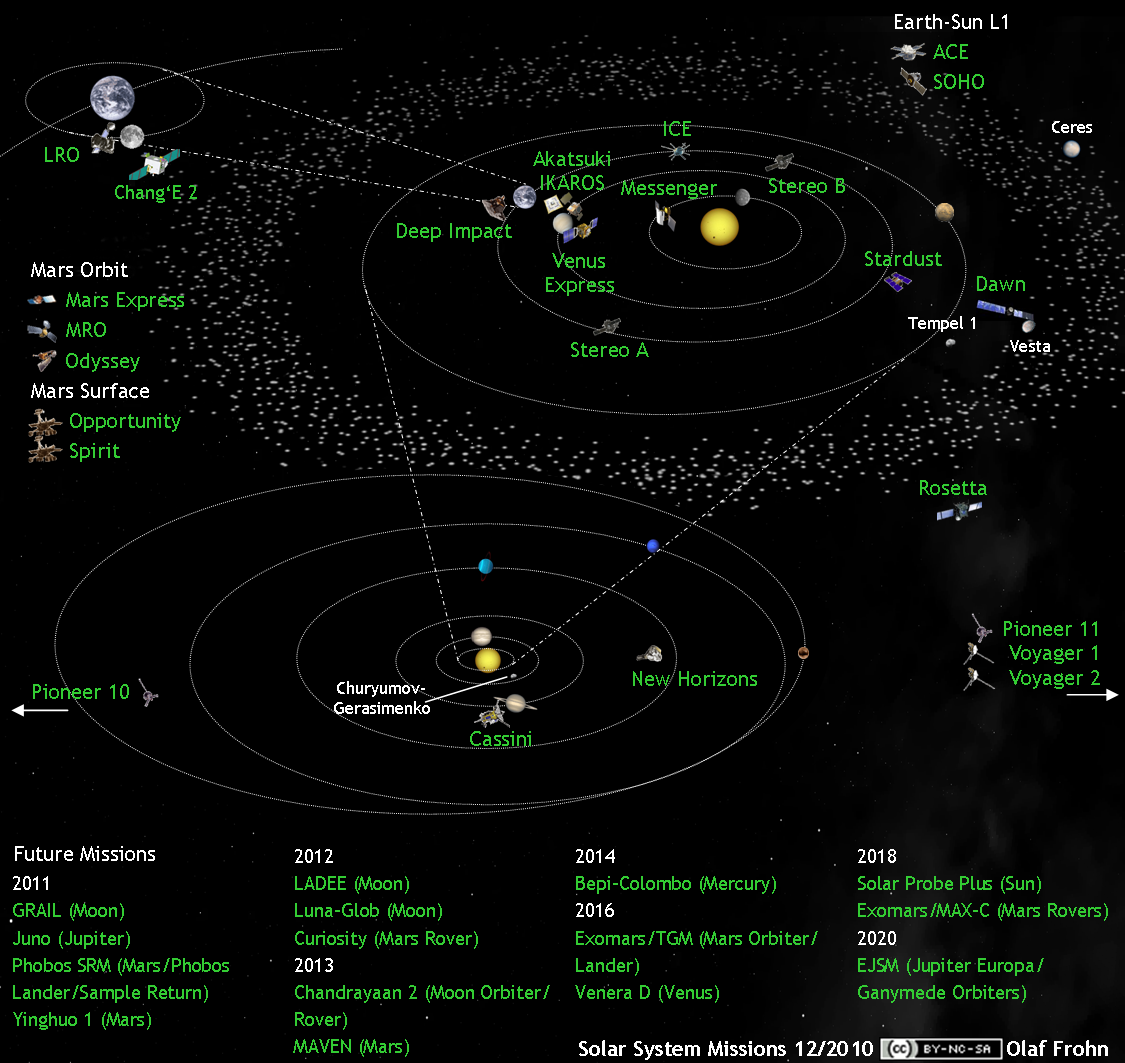 Earth-Sun L1
ACE
SOHO
Ceres
ICE
LRO
Chang'E 2
Akatsuki
IKAROS
Messenger
Stereo B
Deep Impact
Venus
Express
Stardust
Dawn
Tempel 1
Vesta
Stereo A
Mars Orbit
Mars Express
MRO
Odyssey
Mars Surface
Opportunity
Spirit
Rosetta
Pioneer 11
Voyager 1
Voyager 2
Pioneer 10
Churyumov-
Gerasimenko
New Horizons
Cassini
Future Missions
2011
GRAIL (Moon)
Juno (Jupiter)
Phobos SRM (Mars/Phobos
Lander/Sample Return)
Yinghuo 1 (Mars)
2012
LADEE (Moon)
Luna-Glob (Moon)
Curiosity (Mars Rover)
2013
Chandrayaan 2 (Moon Orbiter/
Rover)
MAVEN (Mars)
2014
Bepi-Colombo (Mercury)
2016
Exomars/TGM (Mars Orbiter/
Lander)
Venera D (Venus)
2018
Solar Probe Plus (Sun)
Exomars/MAX-C (Mars Rovers)
2020
EJSM (Jupiter Europa/
Ganymede Orbiters)
Solar System Missions 12/2010 cc BY-NC-SA Olaf Frohn